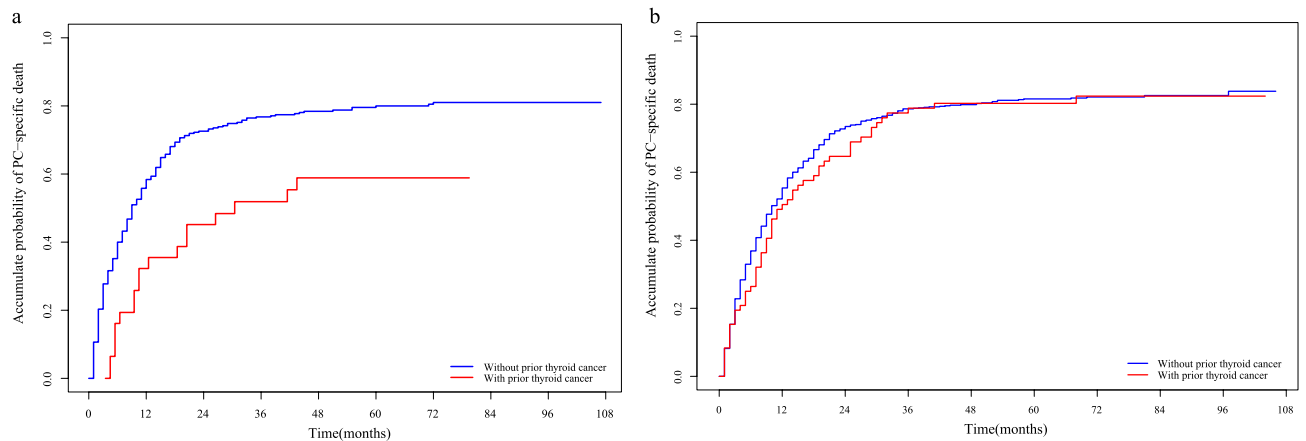 a
Accumulate probability of PC−specific death
1.0
0.8
0.6
0.4
0.2
0.0
Without prior thyroid cancer
With prior thyroid cancer
0 12 24 36 48 60 72 84 96 108
Time(months)
b
Accumulate probability of PC−specific death
1.0
0.8
0.6
0.4
0.2
0.0
Without prior thyroid cancer
With prior thyroid cancer
0 12 24 36 48 60 72 84 96 108
Time(months)